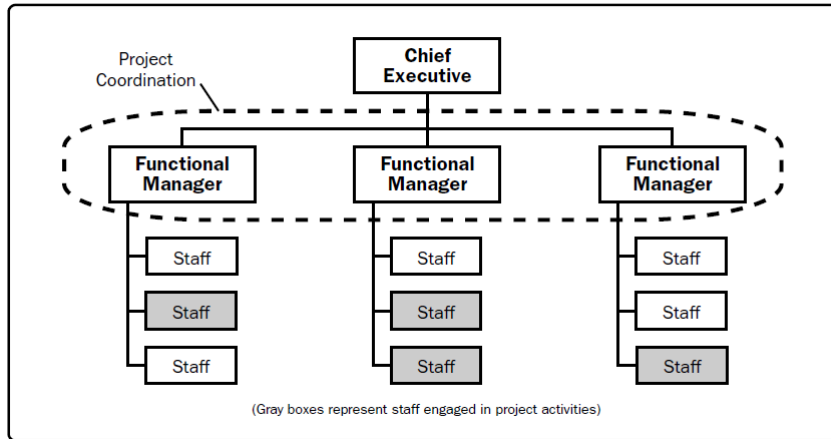 Project
Coordination
Chief
Executive
Functional
Manager
Functional
Manager
Functional
Manager
Staff
Staff
Staff
Staff
Staff
Staff
Staff
Staff
Staff
(Gray boxes represent staff engaged in project activities)